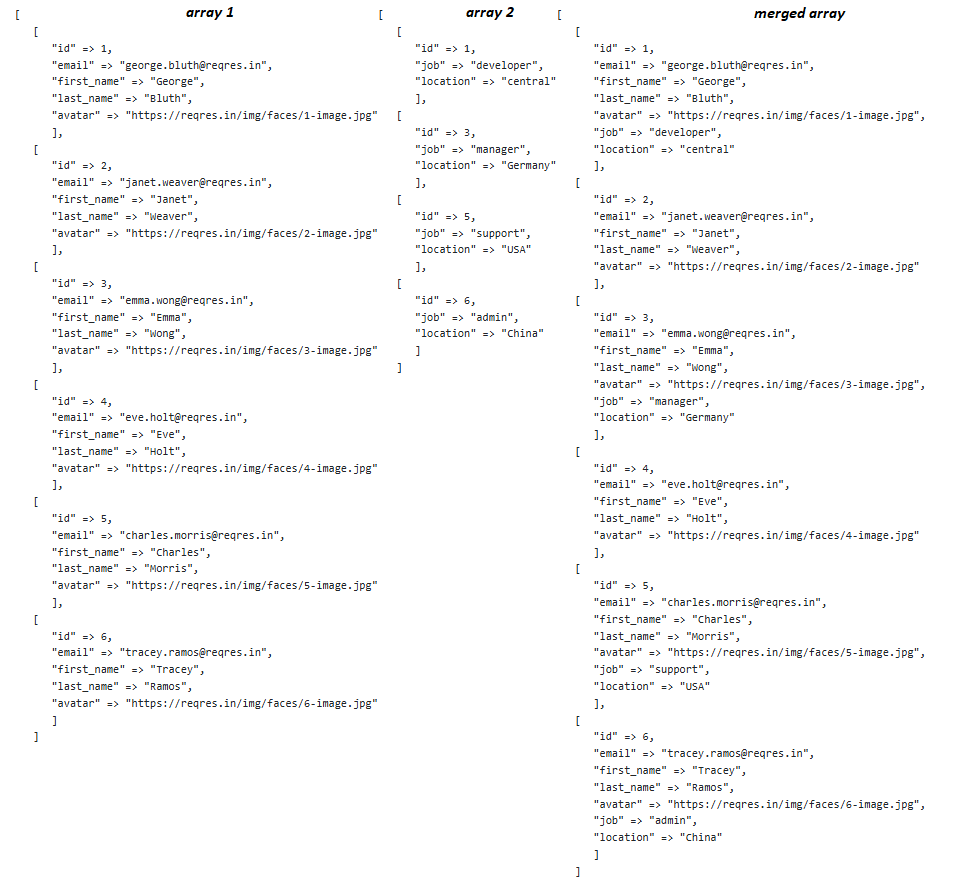 array 1
[
[
"id" => 1,
"email" => "george.bluth@reqres.in",
"first_name" => "George",
"last_name" => "Bluth",
"avatar" => "https://reqres.in/img/faces/1-image.jpg"
],
[
"id" => 2,
"email" => "janet.weaver@reqres.in",
"first_name" => "Janet",
"last_name" => "Weaver",
"avatar" => "https://reqres.in/img/faces/2-image.jpg"
],
[
"id" => 3,
"email" => "emma.wong@reqres.in",
"first_name" => "Emma",
"last_name" => "Wong",
"avatar" => "https://reqres.in/img/faces/3-image.jpg"
],
[
"id" => 4,
"email" => "eve.holt@reqres.in",
"first_name" => "Eve",
"last_name" => "Holt",
"avatar" => "https://reqres.in/img/faces/4-image.jpg"
],
[
"id" => 5,
"email" => "charles.morris@reqres.in",
"first_name" => "Charles",
"last_name" => "Morris",
"avatar" => "https://reqres.in/img/faces/5-image.jpg"
],
[
"id" => 6,
"email" => "tracey.ramos@reqres.in",
"first_name" => "Tracey",
"last_name" => "Ramos",
"avatar" => "https://reqres.in/img/faces/6-image.jpg"
]
]
array 2
[
[
"id" => 1,
"job" => "developer",
"location" => "central"
],
[
"id" => 3,
"job" => "manager",
"location" => "Germany"
],
[
"id" => 5,
"job" => "support",
"location" => "USA"
],
[
"id" => 6,
"job" => "admin",
"location" => "China"
]
]
merged array
[
[
"id" => 1,
"email" => "george.bluth@reqres.in",
"first_name" => "George",
"last_name" => "Bluth",
"avatar" => "https://reqres.in/img/faces/1-image.jpg",
"job" => "developer",
"location" => "central"
],
[
"id" => 2,
"email" => "janet.weaver@reqres.in",
"first_name" => "Janet",
"last_name" => "Weaver",
"avatar" => "https://reqres.in/img/faces/2-image.jpg"
],
[
"id" => 3,
"email" => "emma.wong@reqres.in",
"first_name" => "Emma",
"last_name" => "Wong",
"avatar" => "https://reqres.in/img/faces/3-image.jpg",
"job" => "manager",
"location" => "Germany"
],
[
"id" => 4,
"email" => "eve.holt@reqres.in",
"first_name" => "Eve",
"last_name" => "Holt",
"avatar" => "https://reqres.in/img/faces/4-image.jpg"
],
[
"id" => 5,
"email" => "charles.morris@reqres.in",
"first_name" => "Charles",
"last_name" => "Morris",
"avatar" => "https://reqres.in/img/faces/5-image.jpg",
"job" => "support",
"location" => "USA"
],
[
"id" => 6,
"email" => "tracey.ramos@reqres.in",
"first_name" => "Tracey",
"last_name" => "Ramos",
"avatar" => "https://reqres.in/img/faces/6-image.jpg",
"job" => "admin",
"location" => "China"
]
]